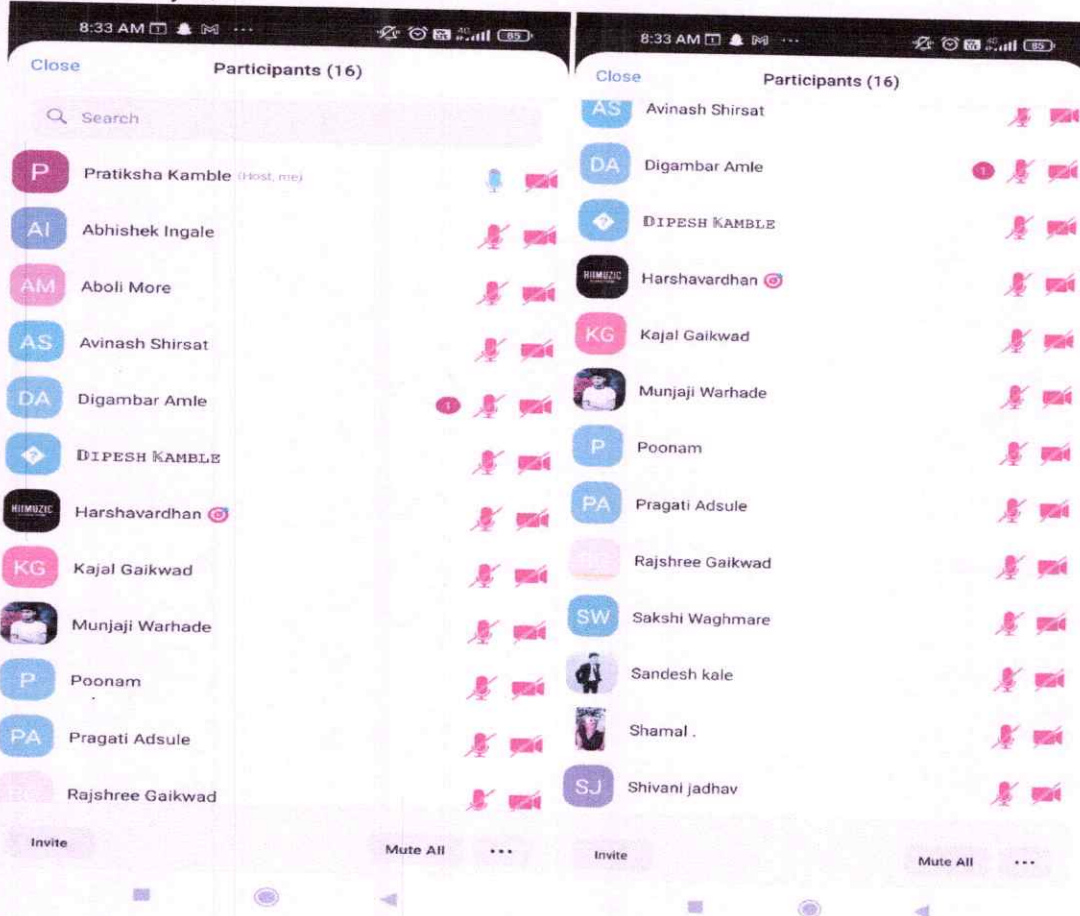 8:33 AM
85
Close
Participants (16)
Search
P
Pratiksha Kamble (Host, me)
AI
Abhishek Ingale
AM
Aboli More
AS
Avinash Shirsat
DA
Digambar Amle
1
𝔻IPESH 𝕂AMBLE
HIIMUZIC
Harshavardhan
KG
Kajal Gaikwad
Munjaji Warhade
P
Poonam
PA
Pragati Adsule
Rajshree Gaikwad
Invite
Mute All
8:33 AM
85
Close
Participants (16)
AS
Avinash Shirsat
DA
Digambar Amle
1
𝔻IPESH 𝕂AMBLE
HIIMUZIC
Harshavardhan
KG
Kajal Gaikwad
Munjaji Warhade
P
Poonam
PA
Pragati Adsule
Rajshree Gaikwad
SW
Sakshi Waghmare
Sandesh kale
Shamal .
SJ
Shivani jadhav
Invite
Mute All